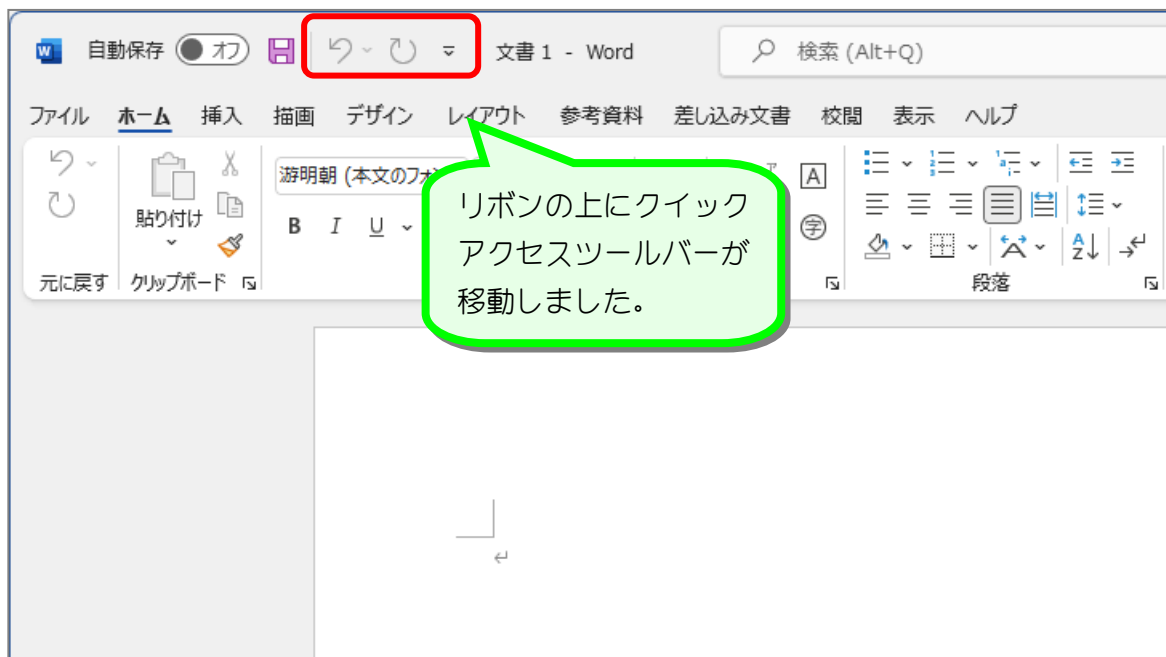 自動保存 オフ 文書 1 - Word 検索 (Alt+Q)
ファイル ホーム 挿入 描画 デザイン レイアウト 参考資料 差し込み文書 校閲 表示 ヘルプ
貼り付け
游明朝 (本文のフォ
B I U
A
字
元に戻す クリップボード 段落
リボンの上にクイック
アクセスツールバーが
移動しました。